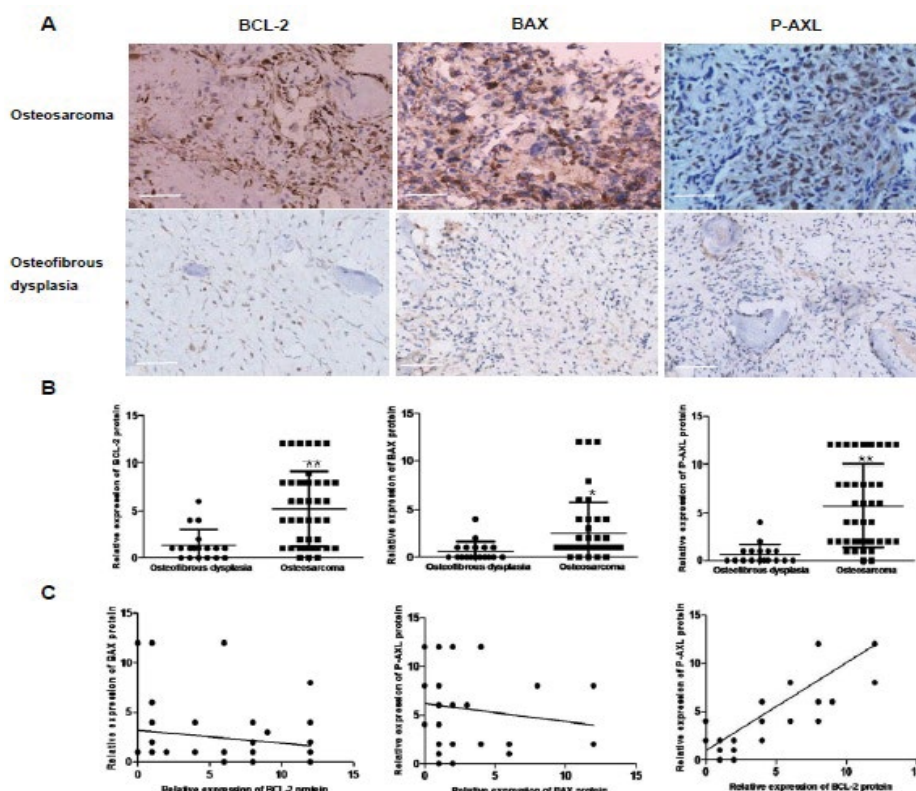 A
BCL-2 BAX P-AXL
Osteosarcoma
Osteofibrous
dysplasia
B
Relative expression of BCL-2 protein
15
10
5
0
**
Osteofibrous dysplasia Osteosarcoma
Relative expression of BAX protein
15
10
5
0
*
Osteofibrous dysplasia Osteosarcoma
Relative expression of P-AXL protein
15
10
5
0
**
Osteofibrous dysplasia Osteosarcoma
C
Relative expression of BAX protein
15
10
5
0
0 5 10 15
Relative expression of BCL-2 protein
Relative expression of P-AXL protein
15
10
5
0
0 5 10 15
Relative expression of BAX protein
Relative expression of P-AXL protein
15
10
5
0
0 5 10 15
Relative expression of BCL-2 protein